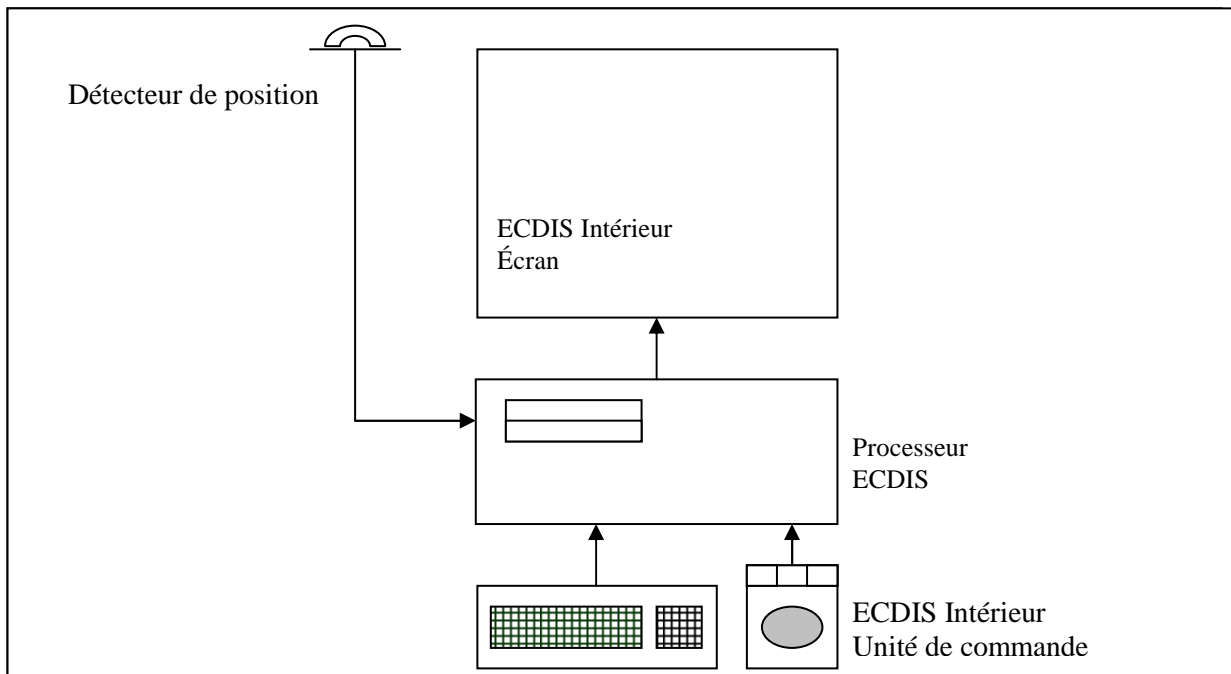 Détecteur de position
ECDIS Intérieur
Écran
Processeur
ECDIS
ECDIS Intérieur
Unité de commande